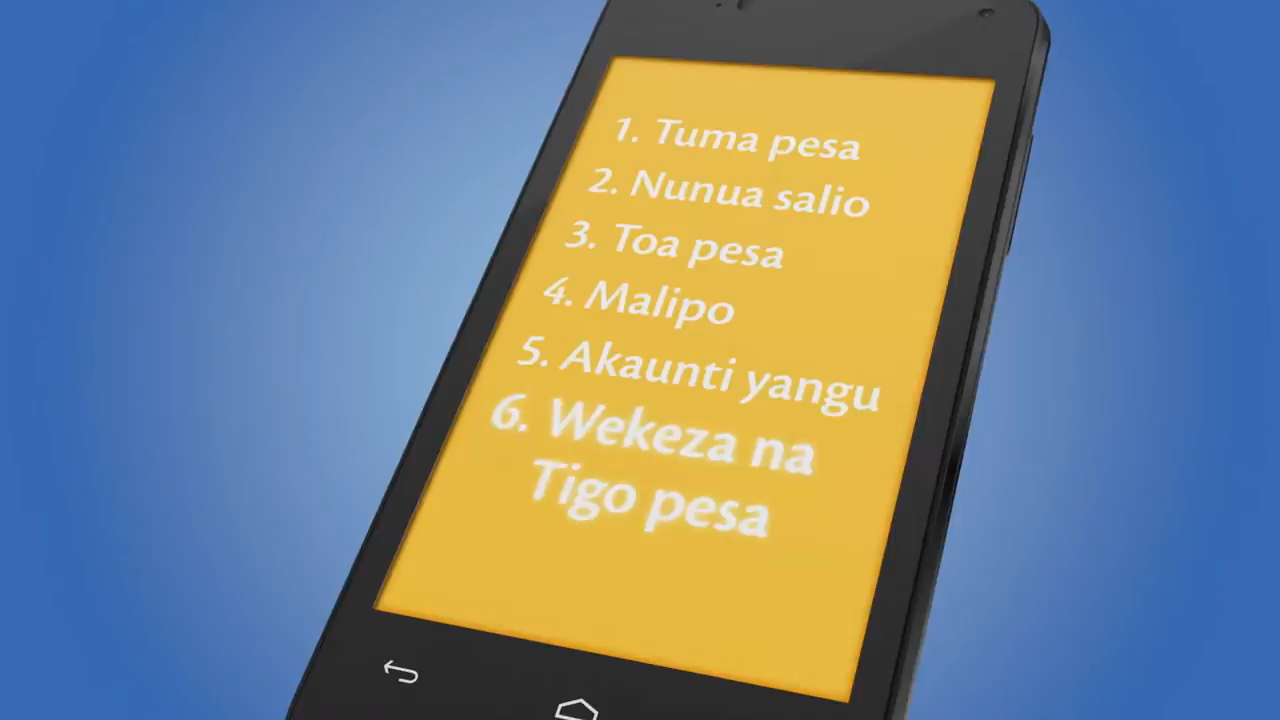 1. Tuma pesa
2. Nunua salio
3. Toa pesa
4. Malipo
5. Akaunti yangu
6. Wekeza na
Tigo pesa